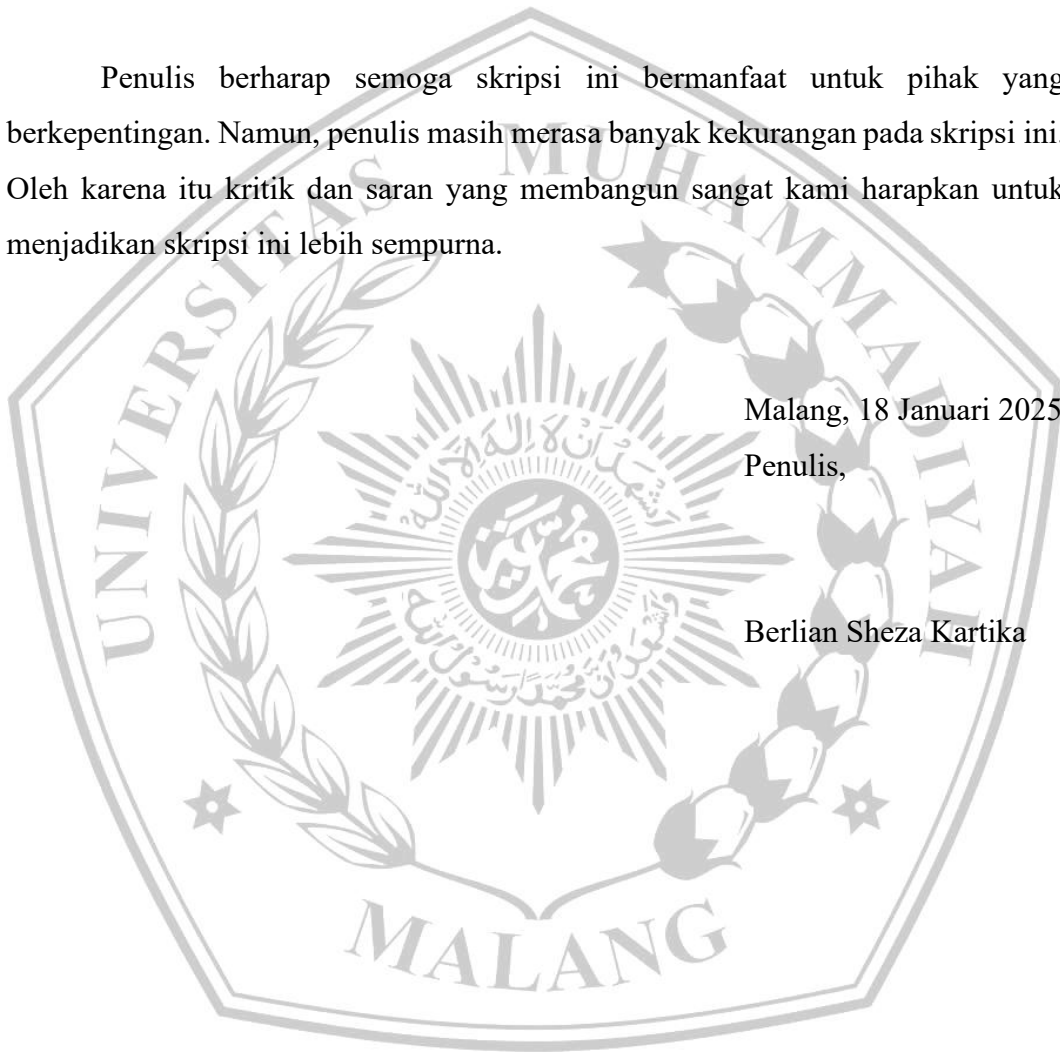 Penulis berharap semoga skripsi ini bermanfaat untuk pihak yang
berkepentingan. Namun, penulis masih merasa banyak kekurangan pada skripsi ini.
Oleh karena itu kritik dan saran yang membangun sangat kami harapkan untuk
menjadikan skripsi ini lebih sempurna.
Malang, 18 Januari 2025
Penulis,
Berlian Sheza Kartika
UNIVERSITAS MUHAMMADIYAH
MALANG